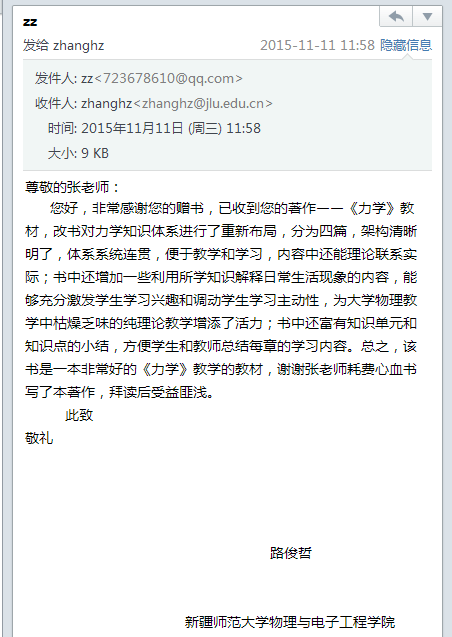 zz
发给 zhanghz 2015-11-11 11:58 隐藏信息
发件人: zz<723678610@qq.com>
收件人: zhanghz<zhanghz@jlu.edu.cn>
时间: 2015年11月11日 (周三) 11:58
大小: 9 KB
尊敬的张老师：
您好，非常感谢您的赠书，已收到您的著作——《力学》教
材，改书对力学知识体系进行了重新布局，分为四篇，架构清晰
明了，体系系统连贯，便于教学和学习，内容中还能理论联系实
际；书中还增加一些利用所学知识解释日常生活现象的内容，能
够充分激发学生学习兴趣和调动学生学习主动性，为大学物理教
学中枯燥乏味的纯理论教学增添了活力；书中还富有知识单元和
知识点的小结，方便学生和教师总结每章的学习内容。总之，该
书是一本非常好的《力学》教学的教材，谢谢张老师耗费心血书
写了本著作，拜读后受益匪浅。
此致
敬礼
路俊哲
新疆师范大学物理与电子工程学院